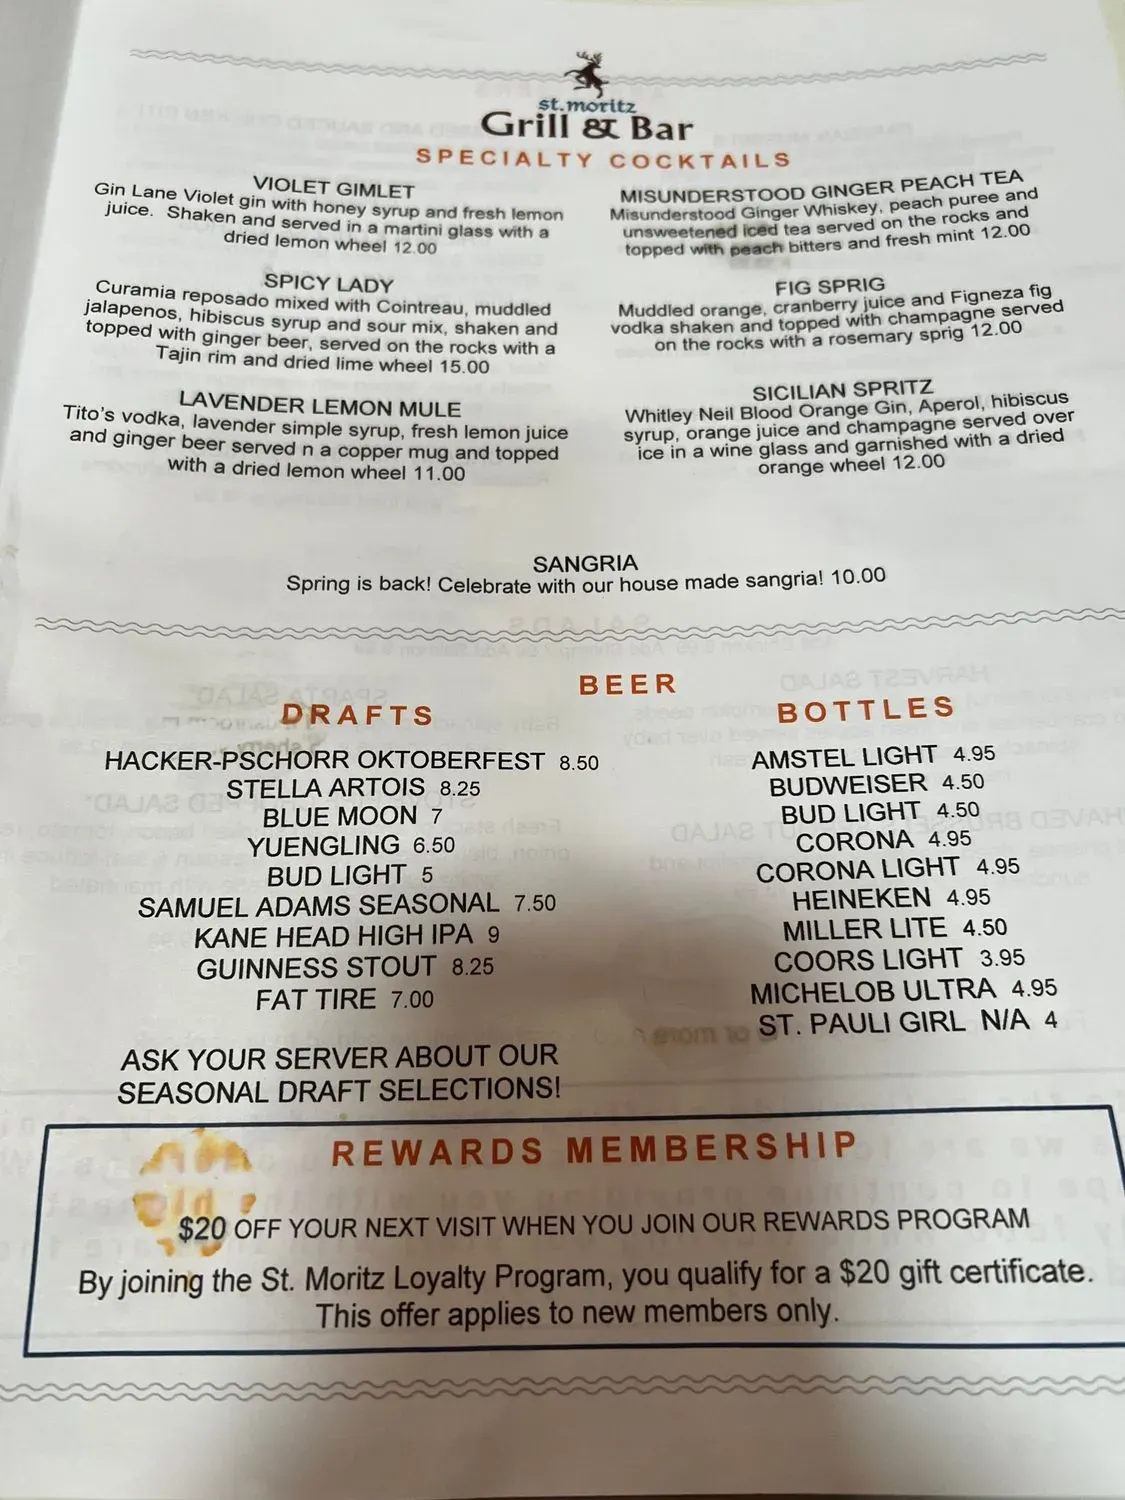 st.moritz
Grill & Bar
SPECIALTY COCKTAILS
VIOLET GIMLET
Gin Lane Violet gin with honey syrup and fresh lemon
juice. Shaken and served in a martini glass with a
dried lemon wheel 12.00
SPICY LADY
Curamia reposado mixed with Cointreau, muddled
jalapenos, hibiscus syrup and sour mix, shaken and
topped with ginger beer, served on the rocks with a
Tajin rim and dried lime wheel 15.00
LAVENDER LEMON MULE
Tito's vodka, lavender simple syrup, fresh lemon juice
and ginger beer served n a copper mug and topped
with a dried lemon wheel 11.00
MISUNDERSTOOD GINGER PEACH TEA
Misunderstood Ginger Whiskey, peach puree and
unsweetened iced tea served on the rocks and
topped with peach bitters and fresh mint 12.00
FIG SPRIG
Muddled orange, cranberry juice and Figneza fig
vodka shaken and topped with champagne served
on the rocks with a rosemary sprig 12.00
SICILIAN SPRITZ
Whitley Neil Blood Orange Gin, Aperol, hibiscus
syrup, orange juice and champagne served over
ice in a wine glass and garnished with a dried
orange wheel 12.00
SANGRIA
Spring is back! Celebrate with our house made sangria! 10.00
BEER
DRAFTS
HACKER-PSCHORR OKTOBERFEST 8.50
STELLA ARTOIS 8.25
BLUE MOON 7
YUENGLING 6.50
BUD LIGHT 5
SAMUEL ADAMS SEASONAL 7.50
KANE HEAD HIGH IPA 9
GUINNESS STOUT 8.25
FAT TIRE 7.00
ASK YOUR SERVER ABOUT OUR
SEASONAL DRAFT SELECTIONS!
BOTTLES
AMSTEL LIGHT 4.95
BUDWEISER 4.50
BUD LIGHT 4.50
CORONA 4.95
CORONA LIGHT 4.95
HEINEKEN 4.95
MILLER LITE 4.50
COORS LIGHT 3.95
MICHELOB ULTRA 4.95
ST. PAULI GIRL N/A 4
REWARDS MEMBERSHIP
$20 OFF YOUR NEXT VISIT WHEN YOU JOIN OUR REWARDS PROGRAM
By joining the St. Moritz Loyalty Program, you qualify for a $20 gift certificate.
This offer applies to new members only.